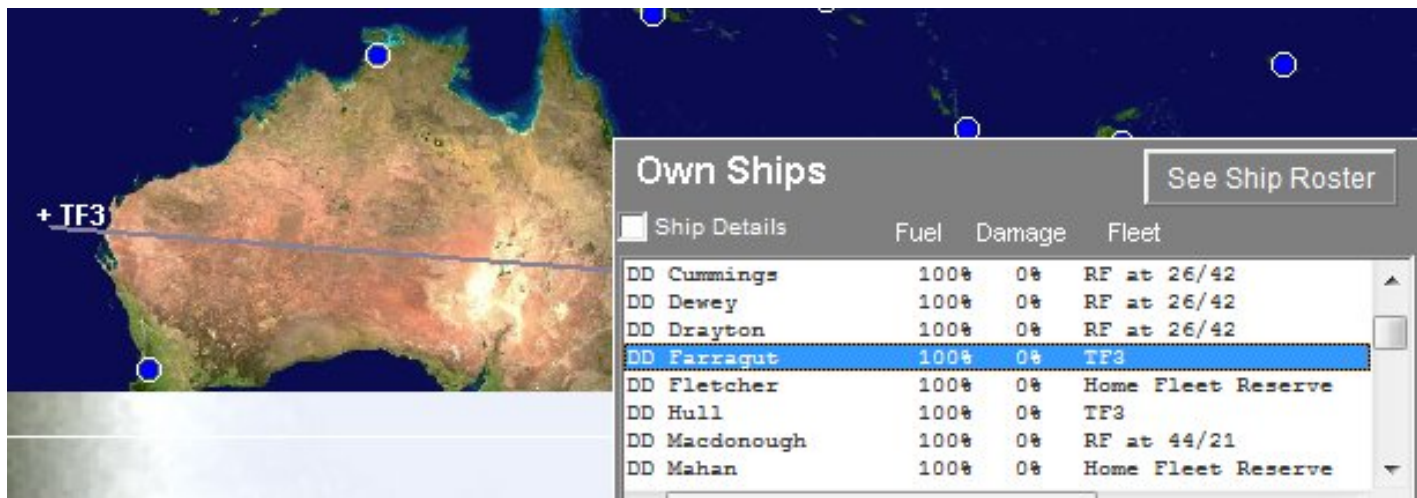 + TF3
Own Ships
See Ship Roster
Ship Details Fuel Damage Fleet
DD Cummings 100% 0% RF at 26/42
DD Dewey 100% 0% RF at 26/42
DD Drayton 100% 0% RF at 26/42
DD Farragut 100% 0% TF3
DD Fletcher 100% 0% Home Fleet Reserve
DD Hull 100% 0% TF3
DD Macdonough 100% 0% RF at 44/21
DD Mahan 100% 0% Home Fleet Reserve